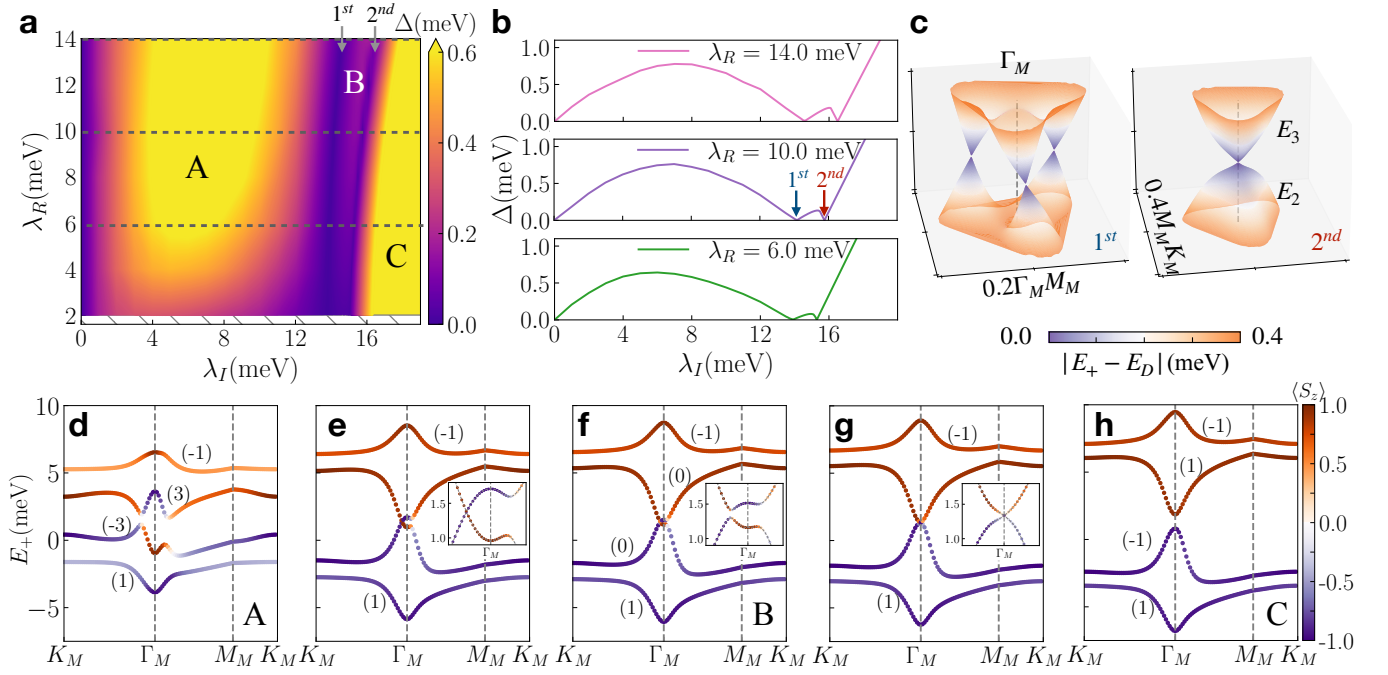 a
1st 2nd Δ(meV)
14
12
10
8
6
4
2
λR(meV)
A
B
C
0 4 8 12 16
λI(meV)
0.6
0.4
0.2
0.0
b
λR = 14.0 meV
1.0
0.5
0.0
λR = 10.0 meV
1.0
0.5
0.0
1st 2nd
λR = 6.0 meV
1.0
0.5
0.0
Δ(meV)
0 4 8 12 16
λI(meV)
c
ΓM
E3
E2
1st
2nd
0.2ΓMMM
0.4MMKM
0.0 0.4
|E+ − ED| (meV)
d
10
5
0
−5
E+(meV)
(-1)
(3)
(-3)
(1)
A
KM ΓM MM KM
e
(-1)
1.5
1.0
ΓM
(1)
KM ΓM MM KM
f
(-1)
(0)
1.5
1.0
ΓM
(0)
(1)
B
KM ΓM MM KM
g
(-1)
1.5
1.0
ΓM
(1)
KM ΓM MM KM
h
(-1)
(1)
(-1)
(1)
C
KM ΓM MM KM
⟨Sz⟩
1.0
0.5
0.0
-0.5
-1.0